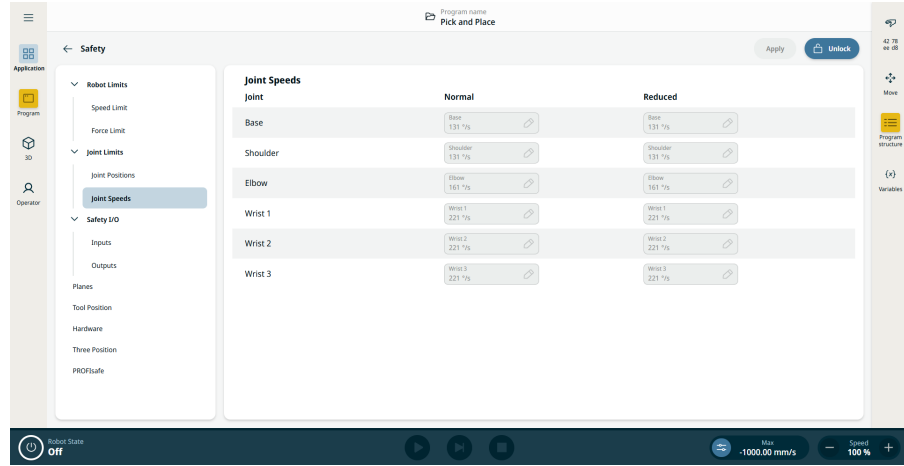 Program name
Pick and Place
Application
Program
3D
Operator
Safety
Apply
Unlock
Robot Limits
Speed Limit
Force Limit
Joint Limits
Joint Positions
Joint Speeds
Safety I/O
Inputs
Outputs
Planes
Tool Position
Hardware
Three Position
PROFIsafe
Joint Speeds
Joint Normal Reduced
Base
Base
131 °/s
Base
131 °/s
Shoulder
Shoulder
131 °/s
Shoulder
131 °/s
Elbow
Elbow
161 °/s
Elbow
161 °/s
Wrist 1
Wrist 1
221 °/s
Wrist 1
221 °/s
Wrist 2
Wrist 2
221 °/s
Wrist 2
221 °/s
Wrist 3
Wrist 3
221 °/s
Wrist 3
221 °/s
42 78
ee d8
Move
Program
structure
{x}
Variables
Robot State
Off
Max
-1000.00 mm/s
Speed
100 %